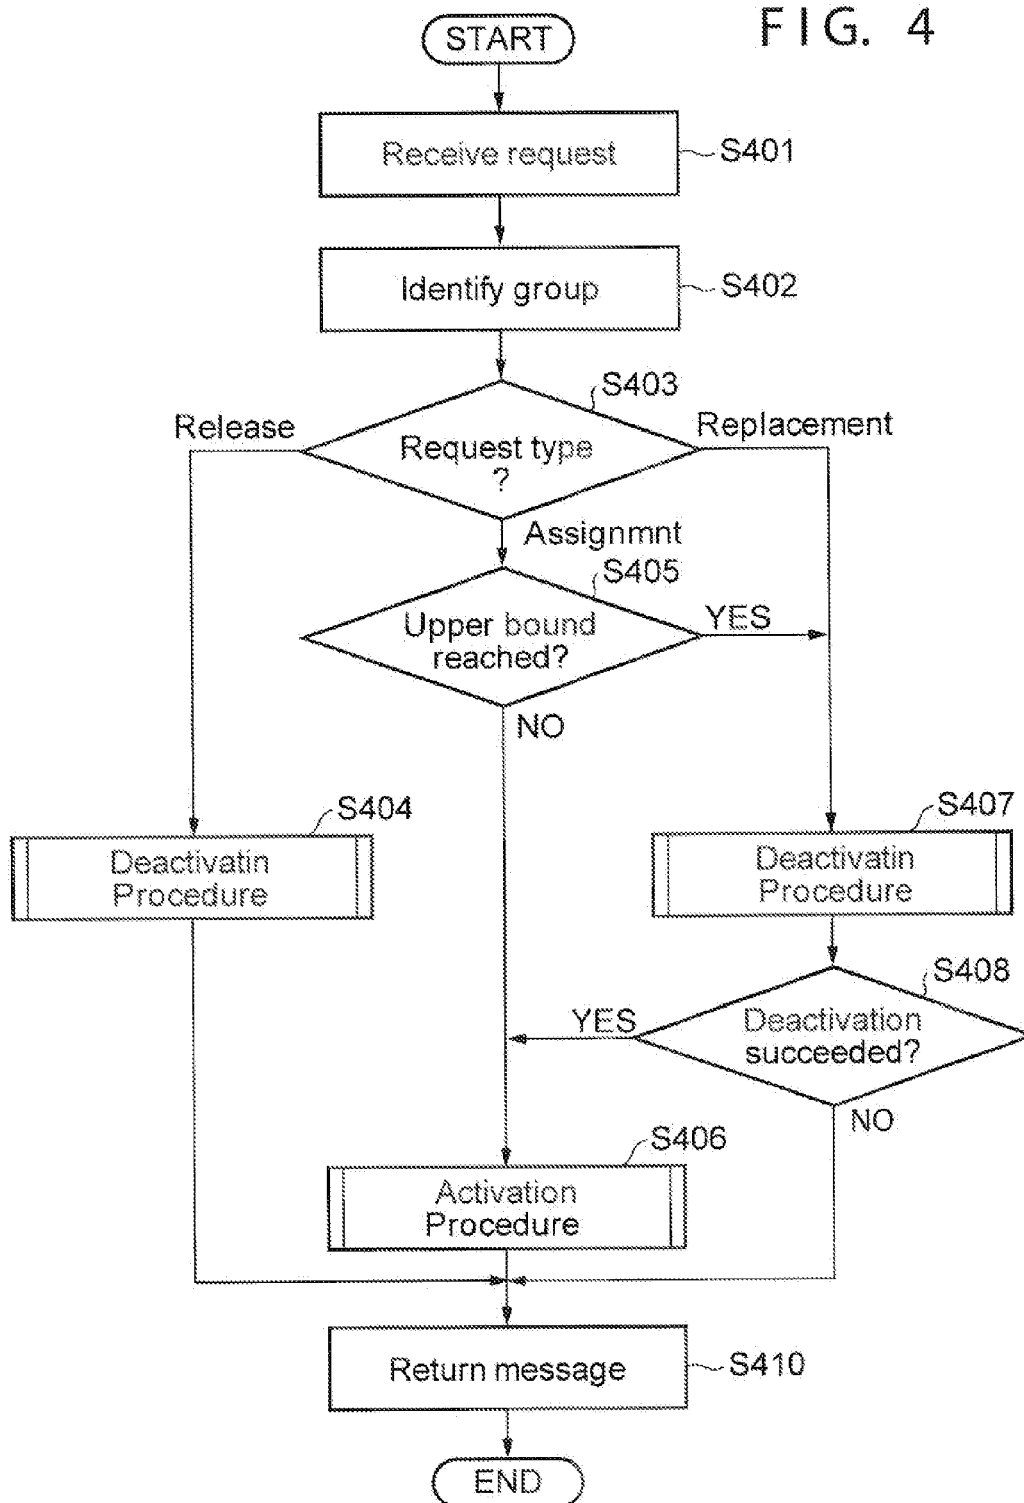 FIG. 4
START
Receive request
S401
Identify group
S402
S403
Release
Replacement
Request type
?
Assignmnt
S405
Upper bound
reached?
YES
NO
S404
Deactivatin
Procedure
S407
Deactivatin
Procedure
S408
Deactivation
succeeded?
YES
NO
S406
Activation
Procedure
Return message
S410
END